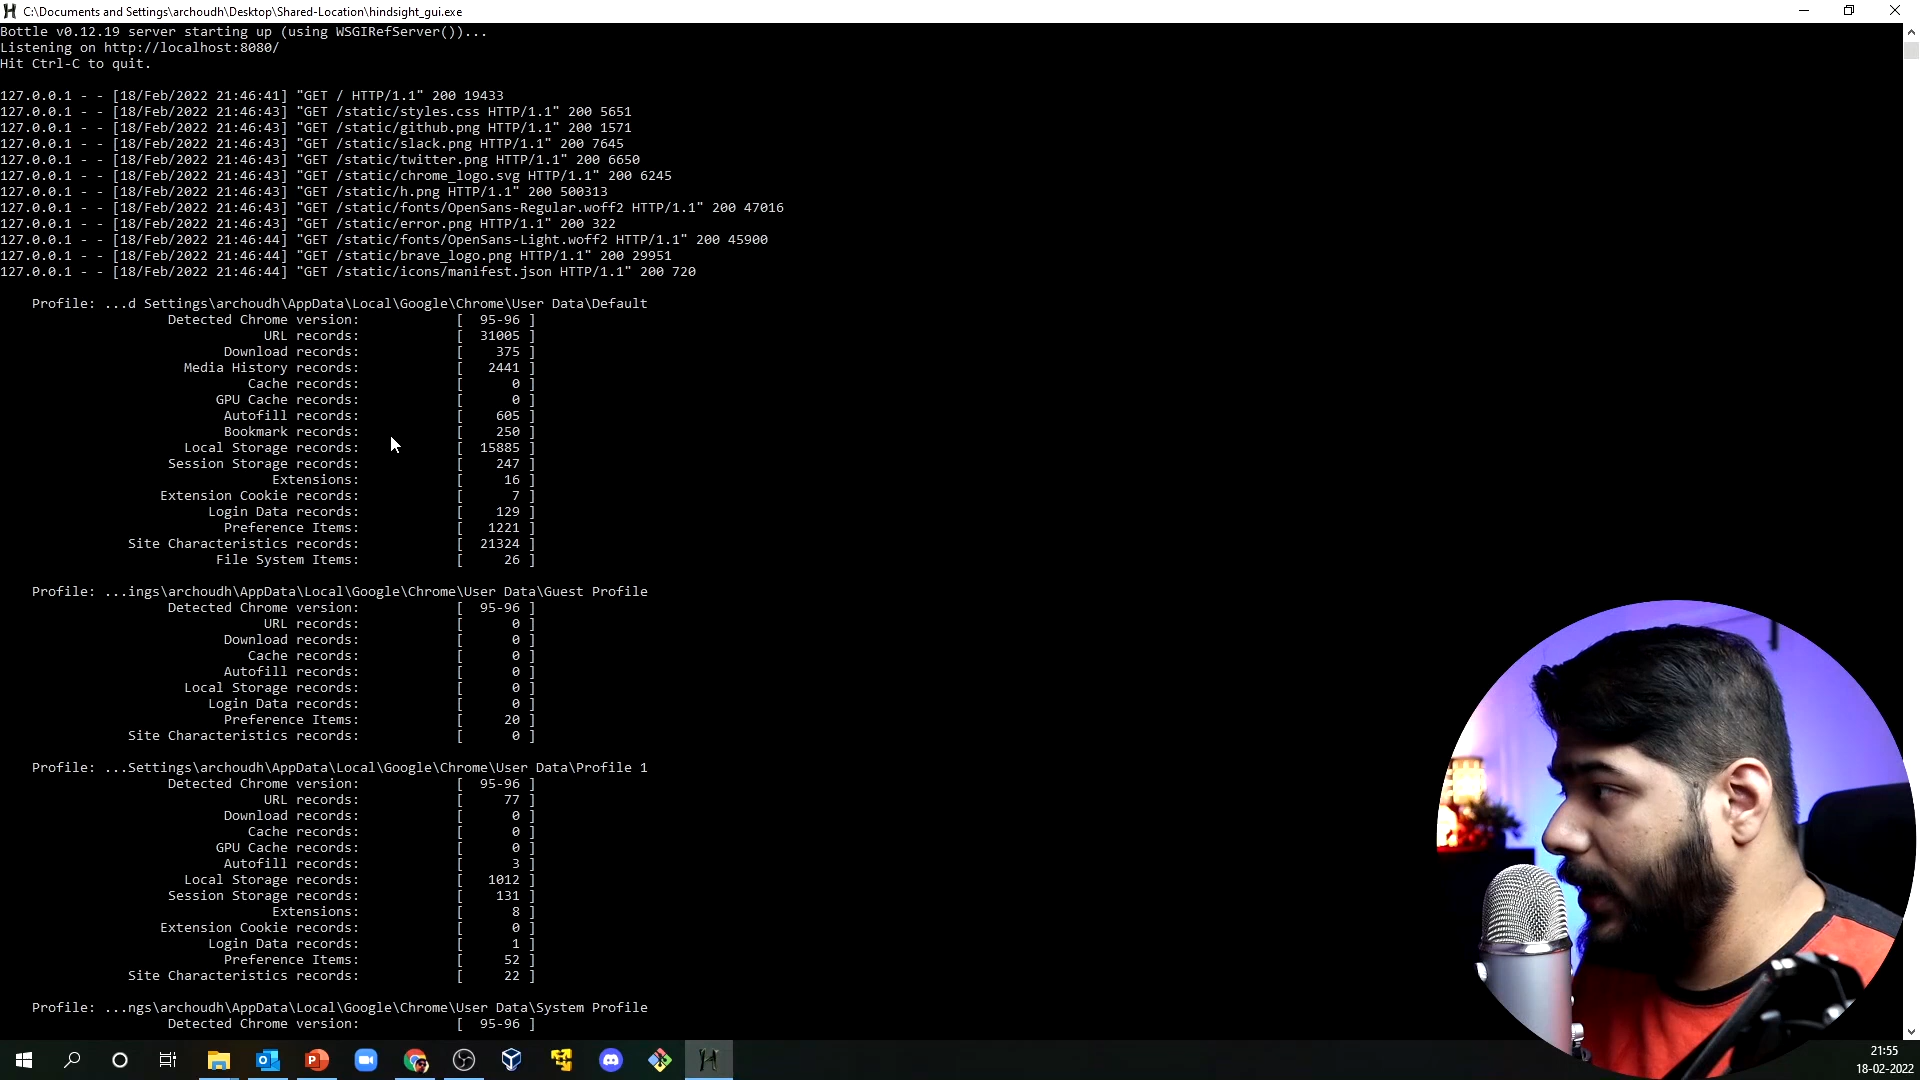 C:\Documents and Settings\archoudh\Desktop\Shared-Location\hindsight_gui.exe
Bottle v0.12.19 server starting up (using WSGIRefServer())...
Listening on http://localhost:8080/
Hit Ctrl-C to quit.
127.0.0.1 - - [18/Feb/2022 21:46:41] "GET / HTTP/1.1" 200 19433
127.0.0.1 - - [18/Feb/2022 21:46:43] "GET /static/styles.css HTTP/1.1" 200 5651
127.0.0.1 - - [18/Feb/2022 21:46:43] "GET /static/github.png HTTP/1.1" 200 1571
127.0.0.1 - - [18/Feb/2022 21:46:43] "GET /static/slack.png HTTP/1.1" 200 7645
127.0.0.1 - - [18/Feb/2022 21:46:43] "GET /static/twitter.png HTTP/1.1" 200 6650
127.0.0.1 - - [18/Feb/2022 21:46:43] "GET /static/chrome_logo.svg HTTP/1.1" 200 6245
127.0.0.1 - - [18/Feb/2022 21:46:43] "GET /static/h.png HTTP/1.1" 200 500313
127.0.0.1 - - [18/Feb/2022 21:46:43] "GET /static/fonts/OpenSans-Regular.woff2 HTTP/1.1" 200 47016
127.0.0.1 - - [18/Feb/2022 21:46:43] "GET /static/error.png HTTP/1.1" 200 322
127.0.0.1 - - [18/Feb/2022 21:46:44] "GET /static/fonts/OpenSans-Light.woff2 HTTP/1.1" 200 45900
127.0.0.1 - - [18/Feb/2022 21:46:44] "GET /static/brave_logo.png HTTP/1.1" 200 29951
127.0.0.1 - - [18/Feb/2022 21:46:44] "GET /static/icons/manifest.json HTTP/1.1" 200 720
Profile: ...d Settings\archoudh\AppData\Local\Google\Chrome\User Data\Default
Detected Chrome version: [ 95-96 ]
URL records: [ 31005 ]
Download records: [ 375 ]
Media History records: [ 2441 ]
Cache records: [ 0 ]
GPU Cache records: [ 0 ]
Autofill records: [ 605 ]
Bookmark records: [ 250 ]
Local Storage records: [ 15885 ]
Session Storage records: [ 247 ]
Extensions: [ 16 ]
Extension Cookie records: [ 7 ]
Login Data records: [ 129 ]
Preference Items: [ 1221 ]
Site Characteristics records: [ 21324 ]
File System Items: [ 26 ]
Profile: ...ings\archoudh\AppData\Local\Google\Chrome\User Data\Guest Profile
Detected Chrome version: [ 95-96 ]
URL records: [ 0 ]
Download records: [ 0 ]
Cache records: [ 0 ]
Autofill records: [ 0 ]
Local Storage records: [ 0 ]
Login Data records: [ 0 ]
Preference Items: [ 20 ]
Site Characteristics records: [ 0 ]
Profile: ...Settings\archoudh\AppData\Local\Google\Chrome\User Data\Profile 1
Detected Chrome version: [ 95-96 ]
URL records: [ 77 ]
Download records: [ 0 ]
Cache records: [ 0 ]
GPU Cache records: [ 0 ]
Autofill records: [ 3 ]
Local Storage records: [ 1012 ]
Session Storage records: [ 131 ]
Extensions: [ 8 ]
Extension Cookie records: [ 0 ]
Login Data records: [ 1 ]
Preference Items: [ 52 ]
Site Characteristics records: [ 22 ]
Profile: ...ngs\archoudh\AppData\Local\Google\Chrome\User Data\System Profile
Detected Chrome version: [ 95-96 ]
21:55
18-02-2022